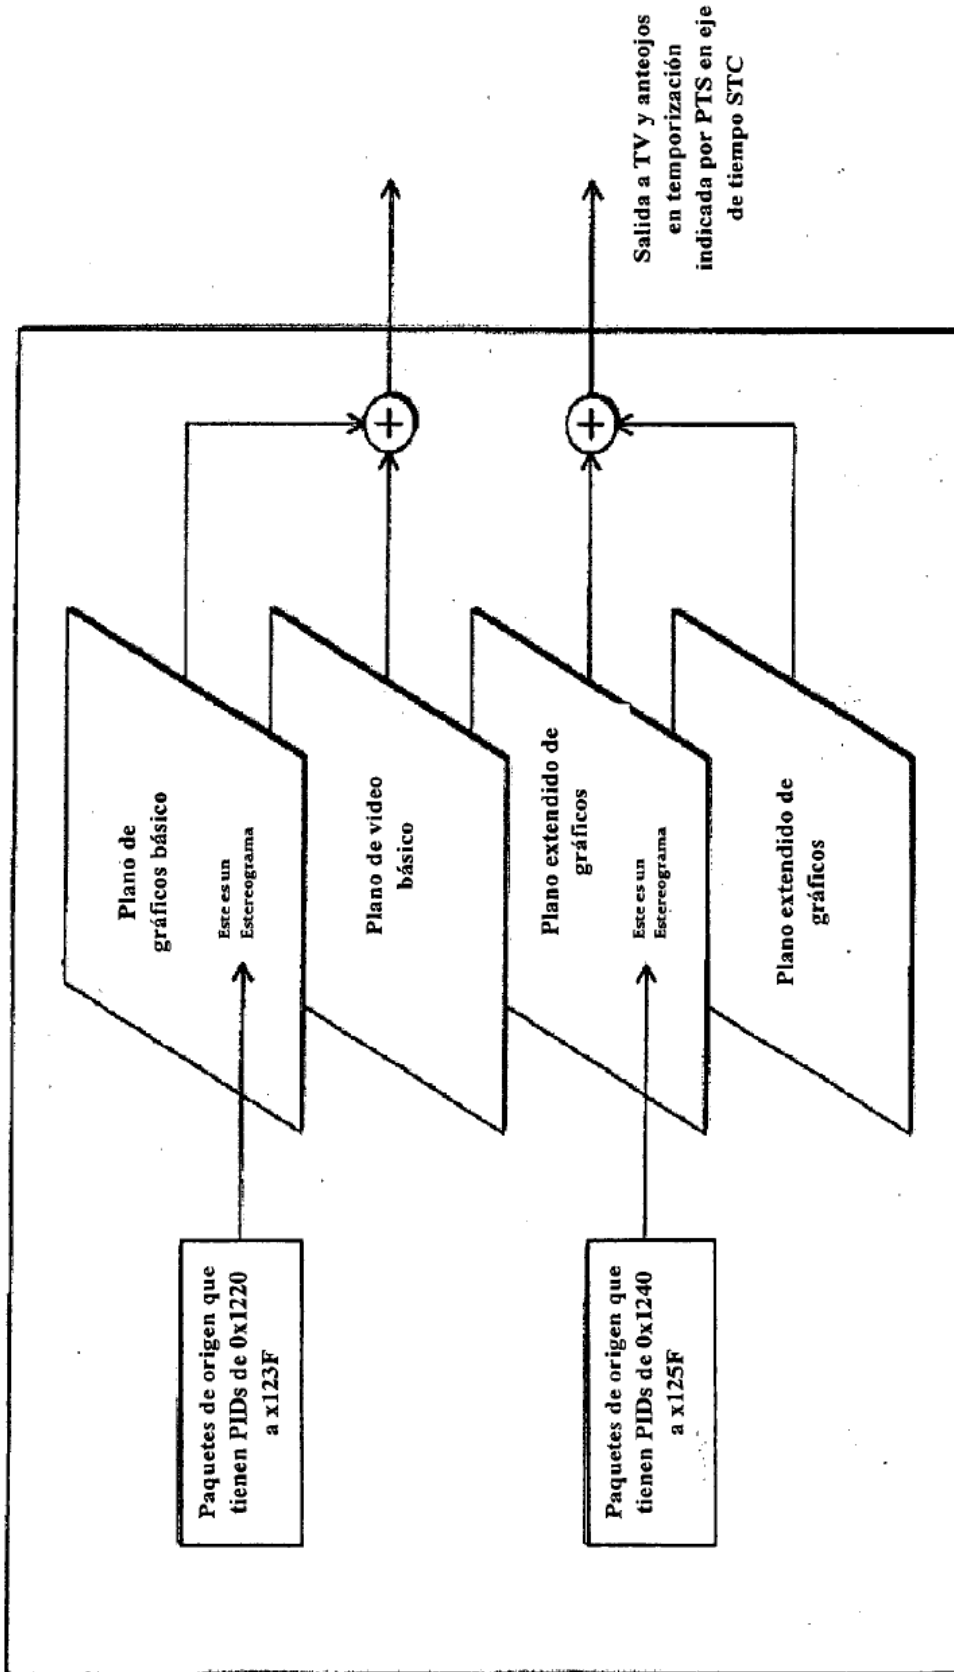 Paquetes de origen que
tienen PIDs de 0x1220
a x123F
Plano de
gráficos básico
Este es un
Estereograma
Plano de video
básico
Paquetes de origen que
tienen PIDs de 0x1240
a x125F
Plano extendido de
gráficos
Este es un
Estereograma
Plano extendido de
gráficos
+
+
Salida a TV y anteojos
en temporización
indicada por PTS en eje
de tiempo STC